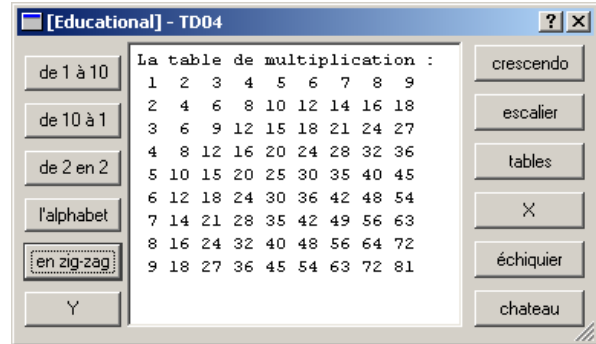 [Educational] - TD04
de 1 à 10
de 10 à 1
de 2 en 2
l'alphabet
en zig-zag
Y
La table de multiplication :
1 2 3 4 5 6 7 8 9
2 4 6 8 10 12 14 16 18
3 6 9 12 15 18 21 24 27
4 8 12 16 20 24 28 32 36
5 10 15 20 25 30 35 40 45
6 12 18 24 30 36 42 48 54
7 14 21 28 35 42 49 56 63
8 16 24 32 40 48 56 64 72
9 18 27 36 45 54 63 72 81
crescendo
escalier
tables
X
échiquier
chateau